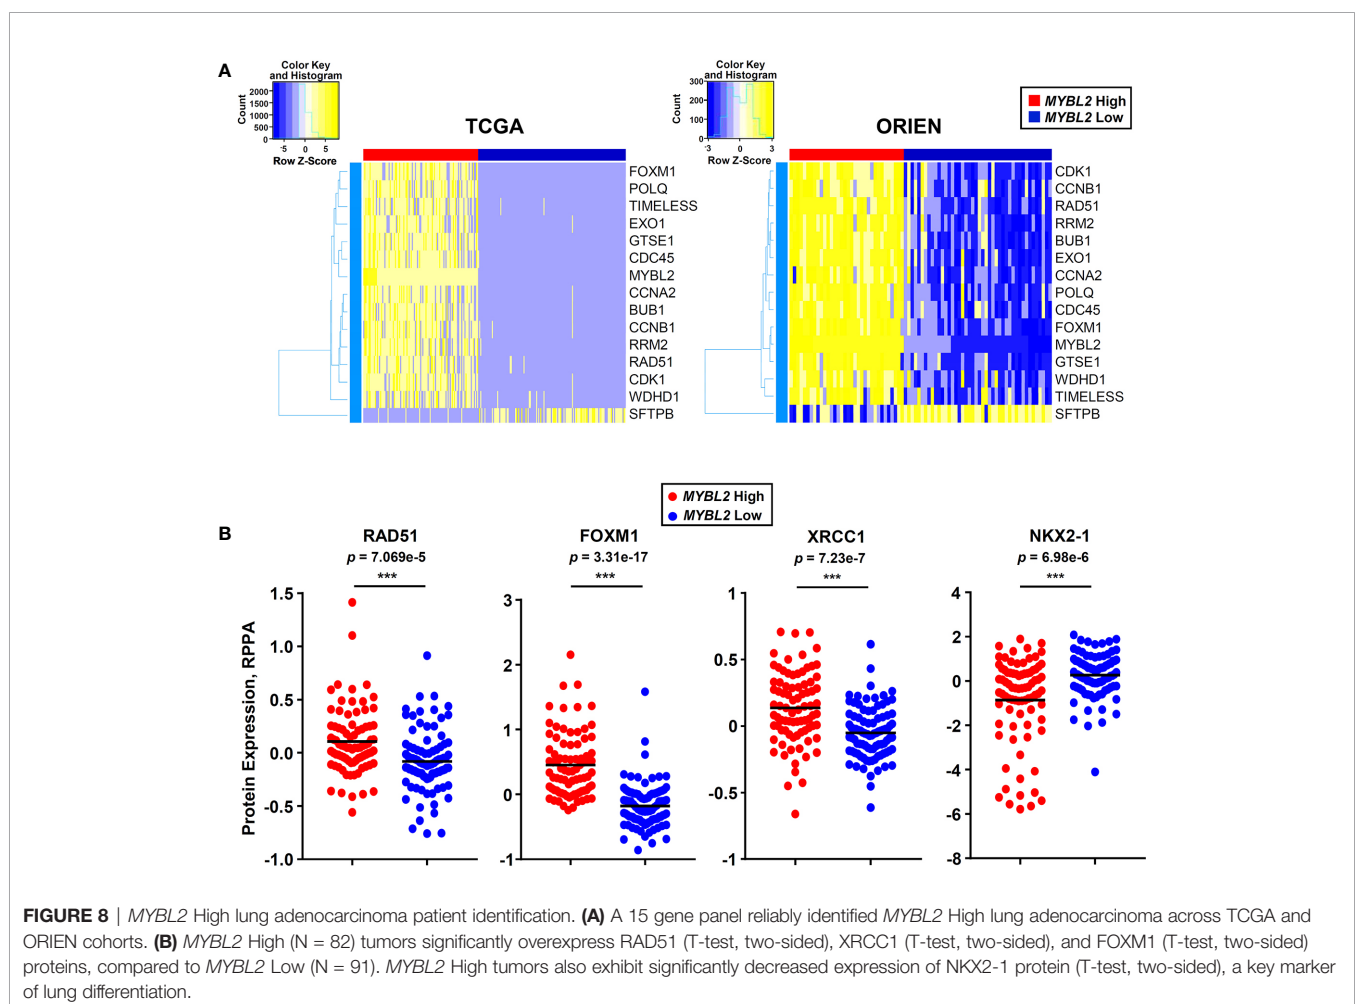 A
Color Key
and Histogram
Count
2000
1500
1000
500
0
-5 0 5
Row Z-Score
TCGA
FOXM1
POLQ
TIMELESS
EXO1
GTSE1
CDC45
MYBL2
CCNA2
BUB1
CCNB1
RRM2
RAD51
CDK1
WDHD1
SFTPB
Color Key
and Histogram
Count
300
200
100
0
-3 0 3
Row Z-Score
ORIEN
MYBL2 High
MYBL2 Low
CDK1
CCNB1
RAD51
RRM2
BUB1
EXO1
CCNA2
POLQ
CDC45
FOXM1
MYBL2
GTSE1
WDHD1
TIMELESS
SFTPB
MYBL2 High
MYBL2 Low
B
Protein Expression, RPPA
RAD51
p = 7.069e-5
***
1.5
1.0
0.5
0.0
-0.5
-1.0
FOXM1
p = 3.31e-17
***
3
2
1
0
-1
XRCC1
p = 7.23e-7
***
1
0.5
0
-0.5
-1
NKX2-1
p = 6.98e-6
***
4
2
0
-2
-4
-6
-8
FIGURE 8 | MYBL2 High lung adenocarcinoma patient identification. (A) A 15 gene panel reliably identified MYBL2 High lung adenocarcinoma across TCGA and
ORIEN cohorts. (B) MYBL2 High (N = 82) tumors significantly overexpress RAD51 (T-test, two-sided), XRCC1 (T-test, two-sided), and FOXM1 (T-test, two-sided)
proteins, compared to MYBL2 Low (N = 91). MYBL2 High tumors also exhibit significantly decreased expression of NKX2-1 protein (T-test, two-sided), a key marker
of lung differentiation.